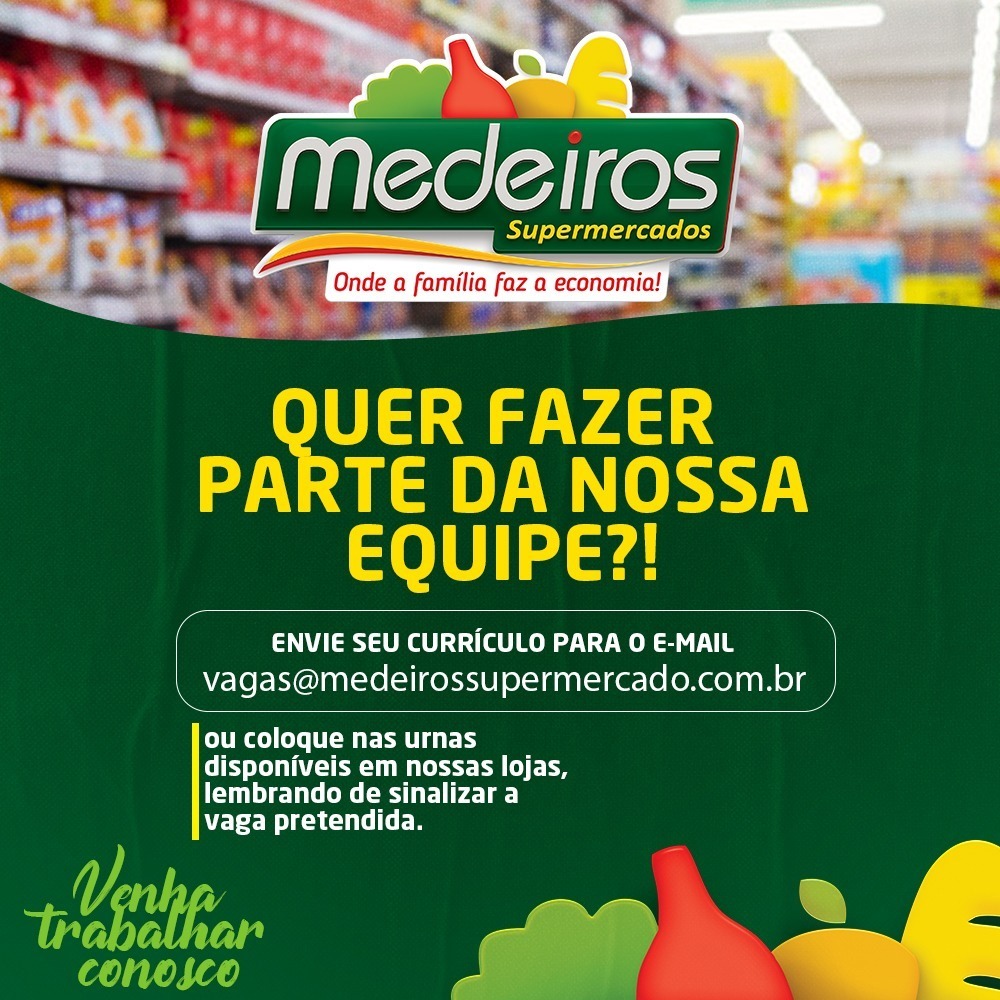 Medeiros
Supermercados
Onde a família faz a economia!
QUER FAZER
PARTE DA NOSSA
EQUIPE?!
ENVIE SEU CURRÍCULO PARA O E-MAIL
vagas@medeirossupermercado.com.br
ou coloque nas urnas
disponíveis em nossas lojas,
lembrando de sinalizar a
vaga pretendida.
Venha
trabalhar
conosco